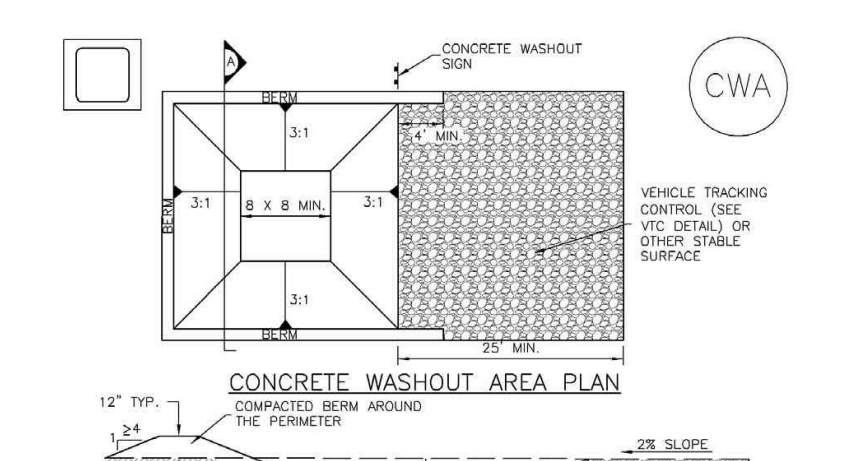 CONCRETE WASHOUT
SIGN
A
CWA
BERM
3:1
4' MIN.
VEHICLE TRACKING
CONTROL (SEE
VTC DETAIL) OR
OTHER STABLE
SURFACE
BERM
3:1
8 X 8 MIN.
3:1
3:1
BERM
25' MIN.
CONCRETE WASHOUT AREA PLAN
12" TYP.
COMPACTED BERM AROUND
THE PERIMETER
≥4
1
2% SLOPE